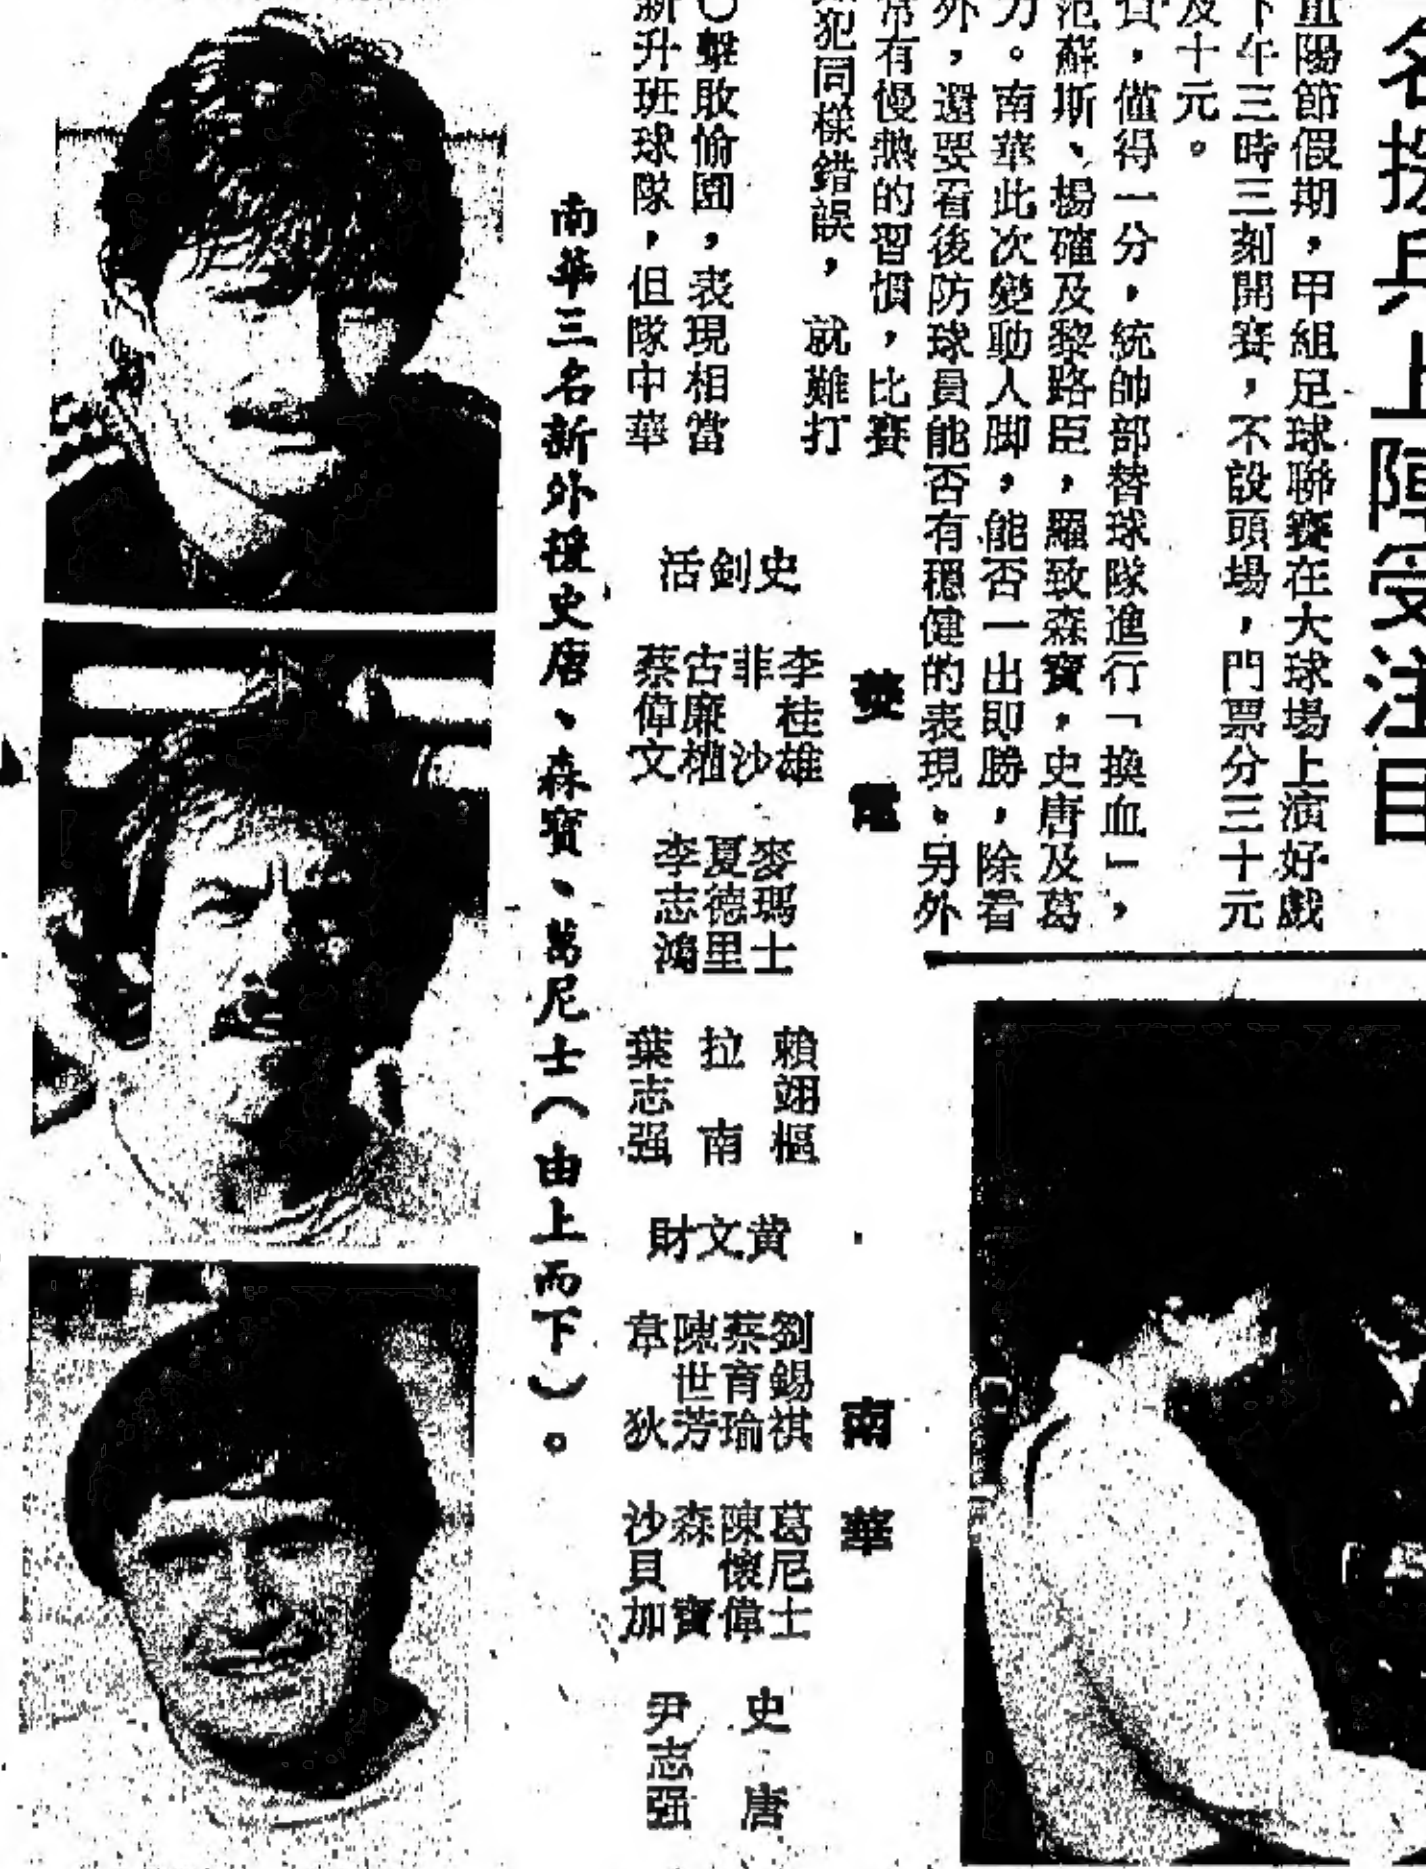 名援兵上陣受注目
重陽節假期，甲組足球聯賽在大球場上演好戲
下午三時三刻開賽，不設頭場，門票分三十元
及十元。
負，僅得一分，統帥部替球隊進行「換血」，
范蘇斯、楊確及黎路臣，羅致森寶，史唐及葛
力。南華此次變動人脚，能否一出即勝，除看
外，還要看後防球員能否有穩健的表現。另外
常有慢熱的習慣，比賽
犯同樣錯誤，就難打
○擊敗愉園，表現相當
新升班球隊，但隊中華
南華三名新外援史唐、森寶、葛尼士（由上而下）。
菱電
史釗活
李桂雄
菲沙
古廉權
蔡偉文
麥瑪士
夏德里
李志鴻
賴翊樞
拉南
葉志强
南華
黄文財
劉錫祺
蔡育瑜
陳世芳
韋狄
葛尼士
陳懷偉
森寶
沙貝加
史唐
尹志强